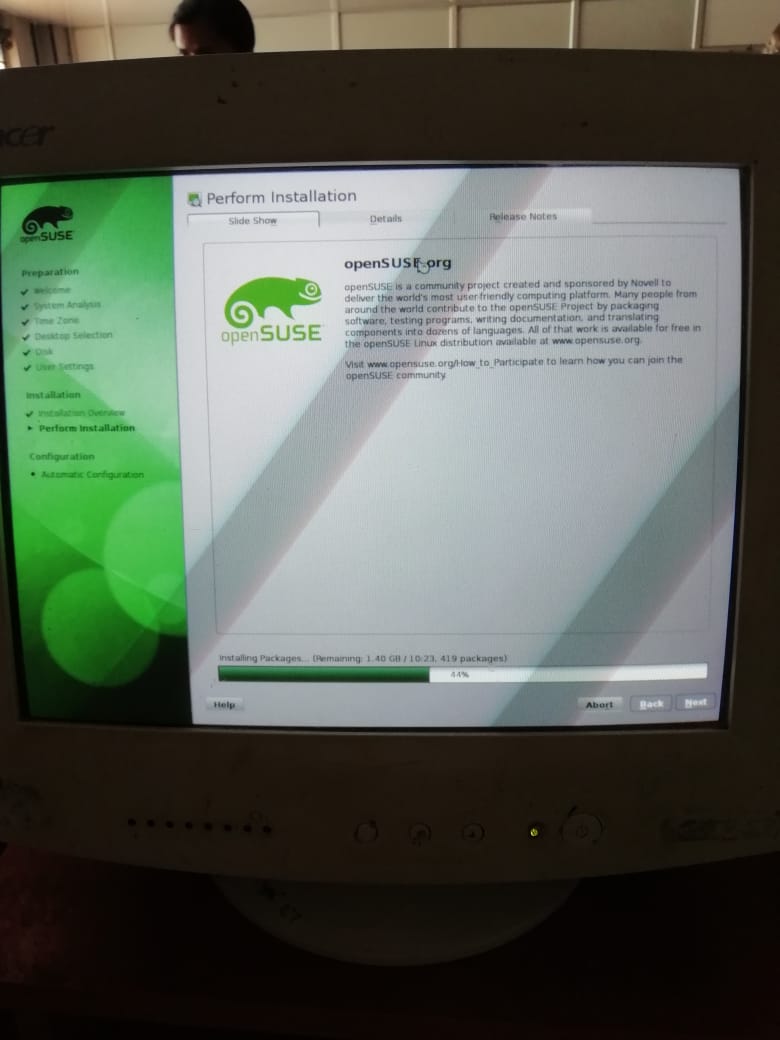 acer
Perform Installation
Slide Show
Details
Release Notes
openSUSE
Preparation
Welcome
System Analysis
Time Zone
Desktop Selection
Disk
User Settings
Installation
Installation Overview
Perform Installation
Configuration
Automatic Configuration
openSUSE
openSUSE.org
openSUSE is a community project created and sponsored by Novell to
deliver the world's most user-friendly computing platform. Many people from
around the world contribute to the openSUSE Project by packaging
software, testing programs, writing documentation, and translating
components into dozens of languages. All of that work is available for free in
the openSUSE Linux distribution available at www.opensuse.org.
Visit www.opensuse.org/How_to_Participate to learn how you can join the
openSUSE community.
Installing Packages... (Remaining: 1.40 GB / 10:23, 419 packages)
44%
Help
Abort
Back
Next